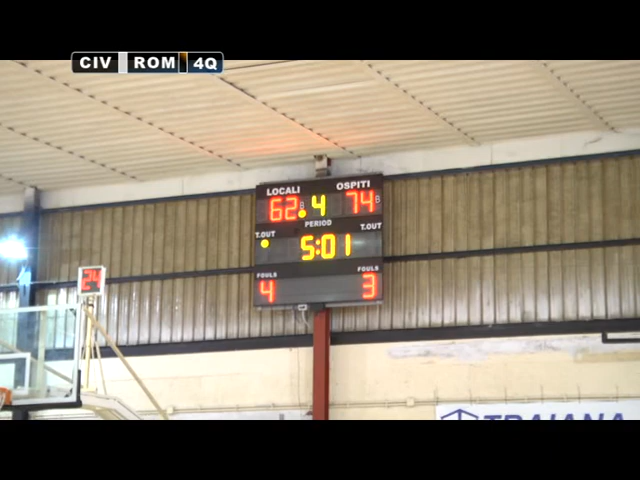 CIV ROM 4Q
LOCALI OSPITI
62 B 4 74 B
PERIOD
T.OUT T.OUT
5:01
FOULS FOULS
4 3
24
TRAIANA